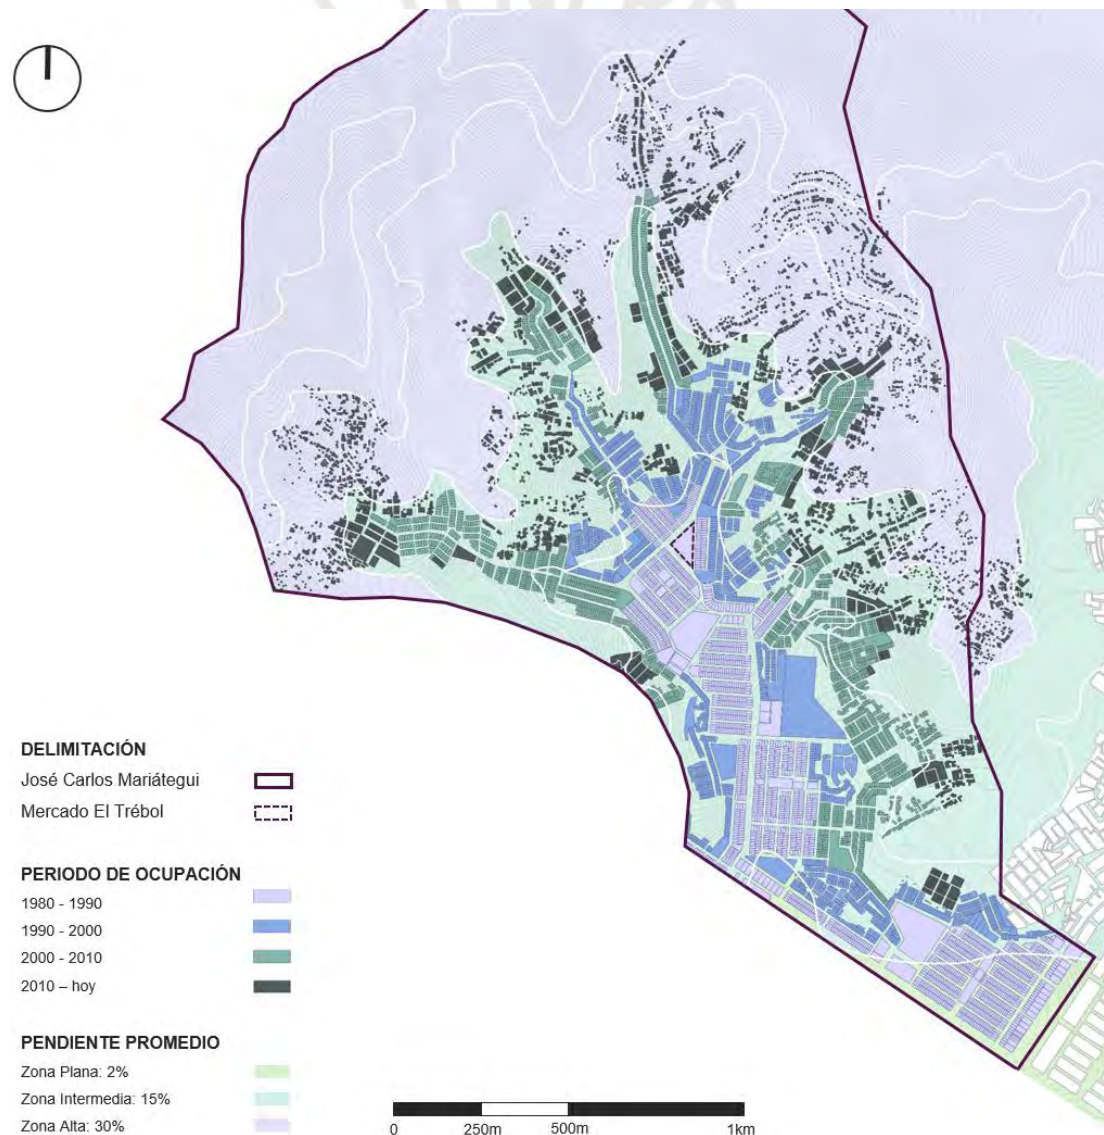 DELIMITACIÓN
José Carlos Mariátegui
Mercado El Trébol
PERIODO DE OCUPACIÓN
1980 - 1990
1990 - 2000
2000 - 2010
2010 – hoy
PENDIENTE PROMEDIO
Zona Plana: 2%
Zona Intermedia: 15%
Zona Alta: 30%
0 250m 500m 1km